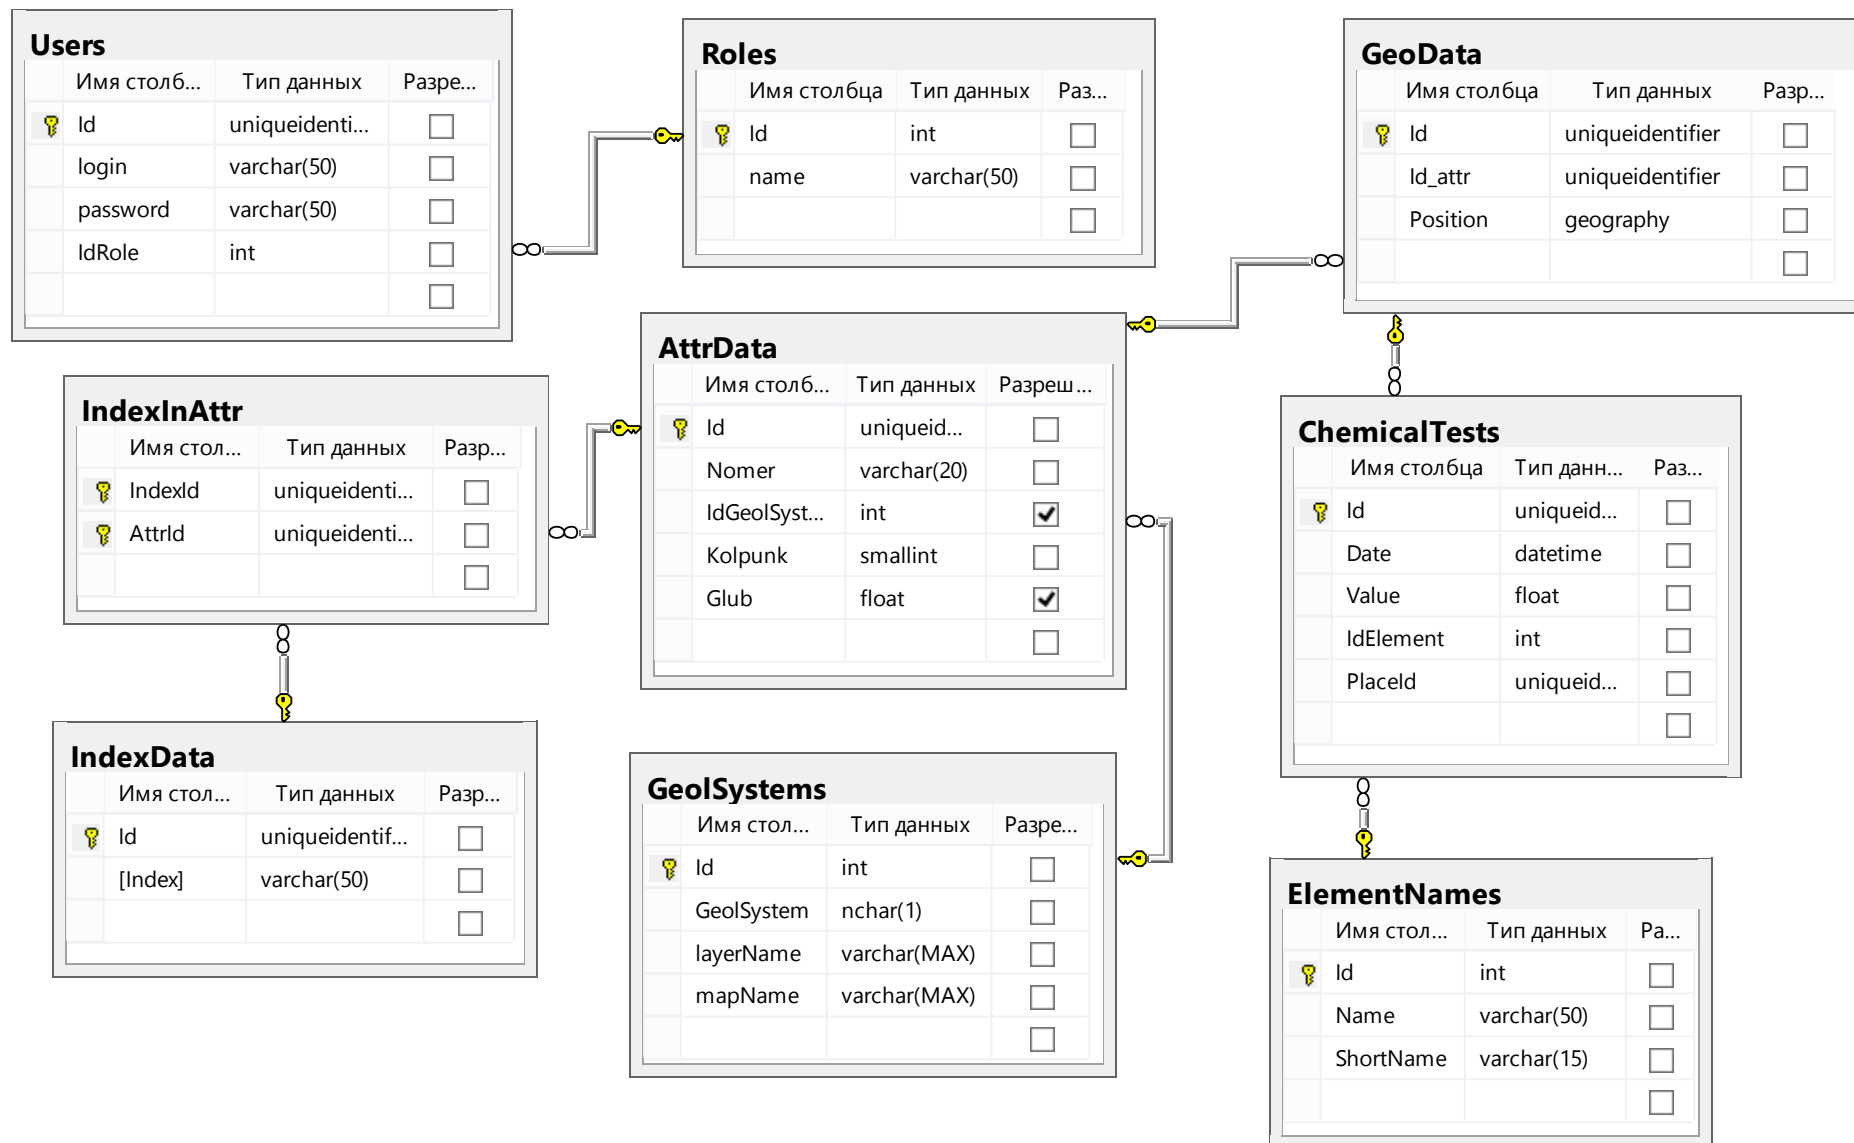 Users
Имя столб... Тип данных Разре...
Id uniqueidenti...
login varchar(50)
password varchar(50)
IdRole int
Roles
Имя столбца Тип данных Раз...
Id int
name varchar(50)
GeoData
Имя столбца Тип данных Разр...
Id uniqueidentifier
Id_attr uniqueidentifier
Position geography
AttrData
Имя столб... Тип данных Разреш...
Id uniqueid...
Nomer varchar(20)
IdGeolSyst... int
Kolpunk smallint
Glub float
IndexInAttr
Имя стол... Тип данных Разр...
IndexId uniqueidenti...
AttrId uniqueidenti...
ChemicalTests
Имя столбца Тип данн... Раз...
Id uniqueid...
Date datetime
Value float
IdElement int
PlaceId uniqueid...
IndexData
Имя стол... Тип данных Разр...
Id uniqueidentif...
[Index] varchar(50)
GeolSystems
Имя стол... Тип данных Разре...
Id int
GeolSystem nchar(1)
layerName varchar(MAX)
mapName varchar(MAX)
ElementNames
Имя стол... Тип данных Ра...
Id int
Name varchar(50)
ShortName varchar(15)